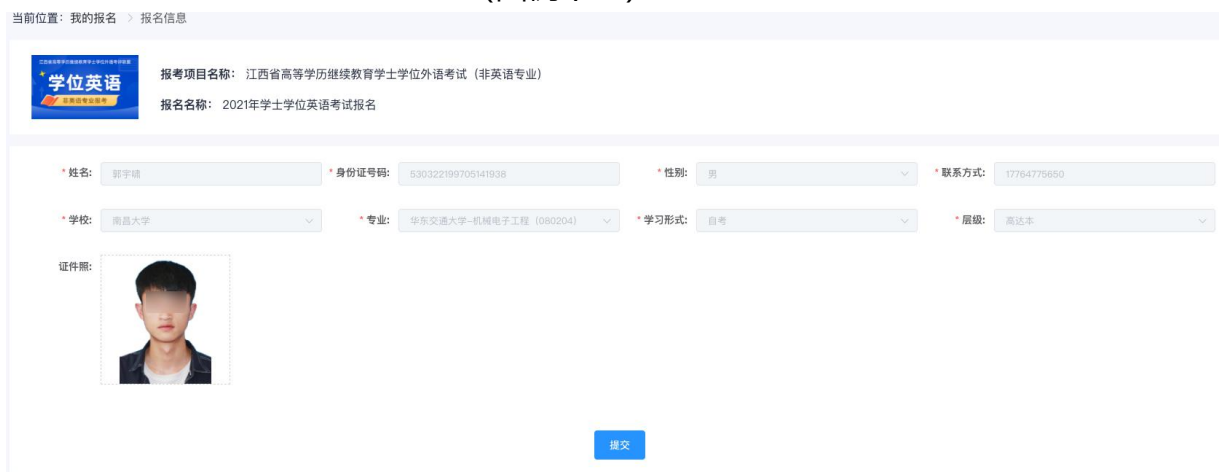 当前位置: 我的报名 > 报名信息
学位英语
非英语专业报考
报考项目名称: 江西省高等学历继续教育学士学位外语考试（非英语专业）
报名名称: 2021年学士学位英语考试报名
*姓名: 郭宇啸 *身份证号码: 530322199705141938 *性别: 男 *联系方式: 17764775650
*学校: 南昌大学 *专业: 华东交通大学-机械电子工程（080204） *学习形式: 自考 *层级: 高达本
证件照:
提交